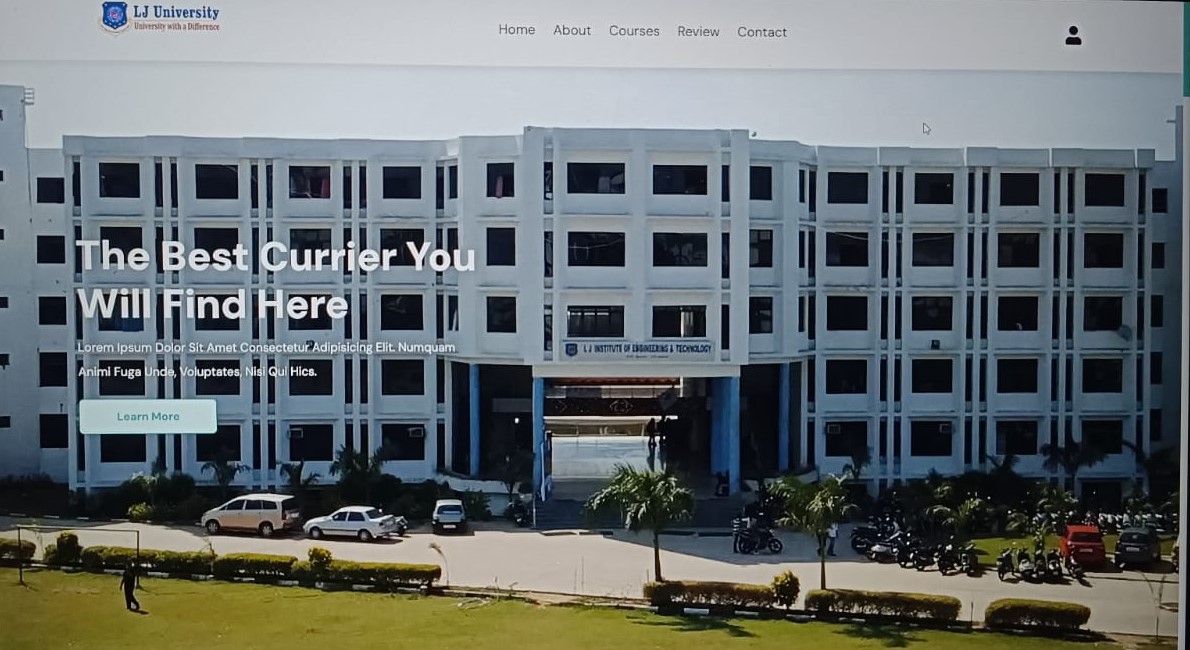 LJ University
University with a Difference
Home About Courses Review Contact
The Best Currier You
Will Find Here
Lorem Ipsum Dolor Sit Amet Consectetur Adipisicing Elit. Numquam
Animi Fuga Unde, Voluptates, Nisi Qui Hics.
Learn More
L J INSTITUTE OF ENGINEERING & TECHNOLOGY